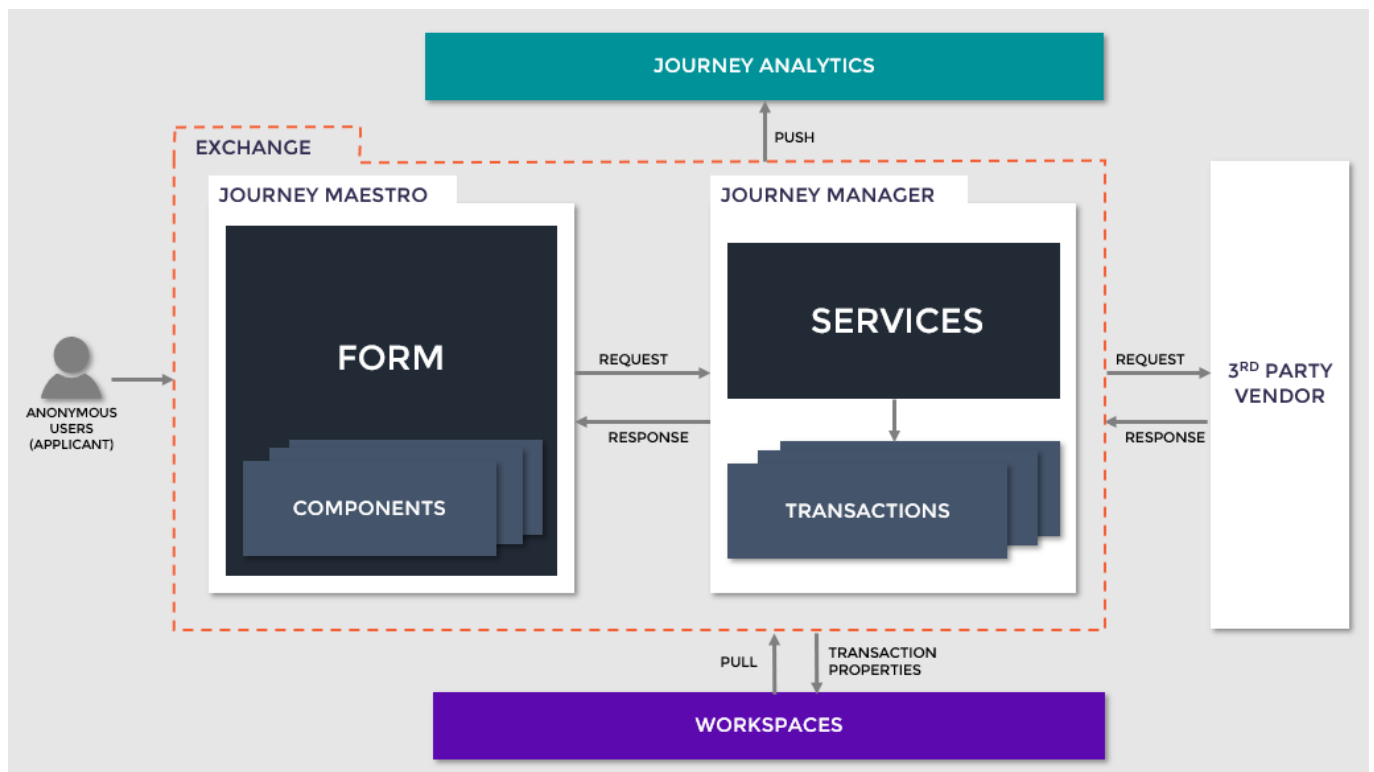 JOURNEY ANALYTICS
PUSH
EXCHANGE
JOURNEY MAESTRO
JOURNEY MANAGER
FORM
SERVICES
COMPONENTS
TRANSACTIONS
REQUEST
RESPONSE
REQUEST
RESPONSE
3RD PARTY
VENDOR
ANONYMOUS
USERS
(APPLICANT)
PULL
TRANSACTION
PROPERTIES
WORKSPACES